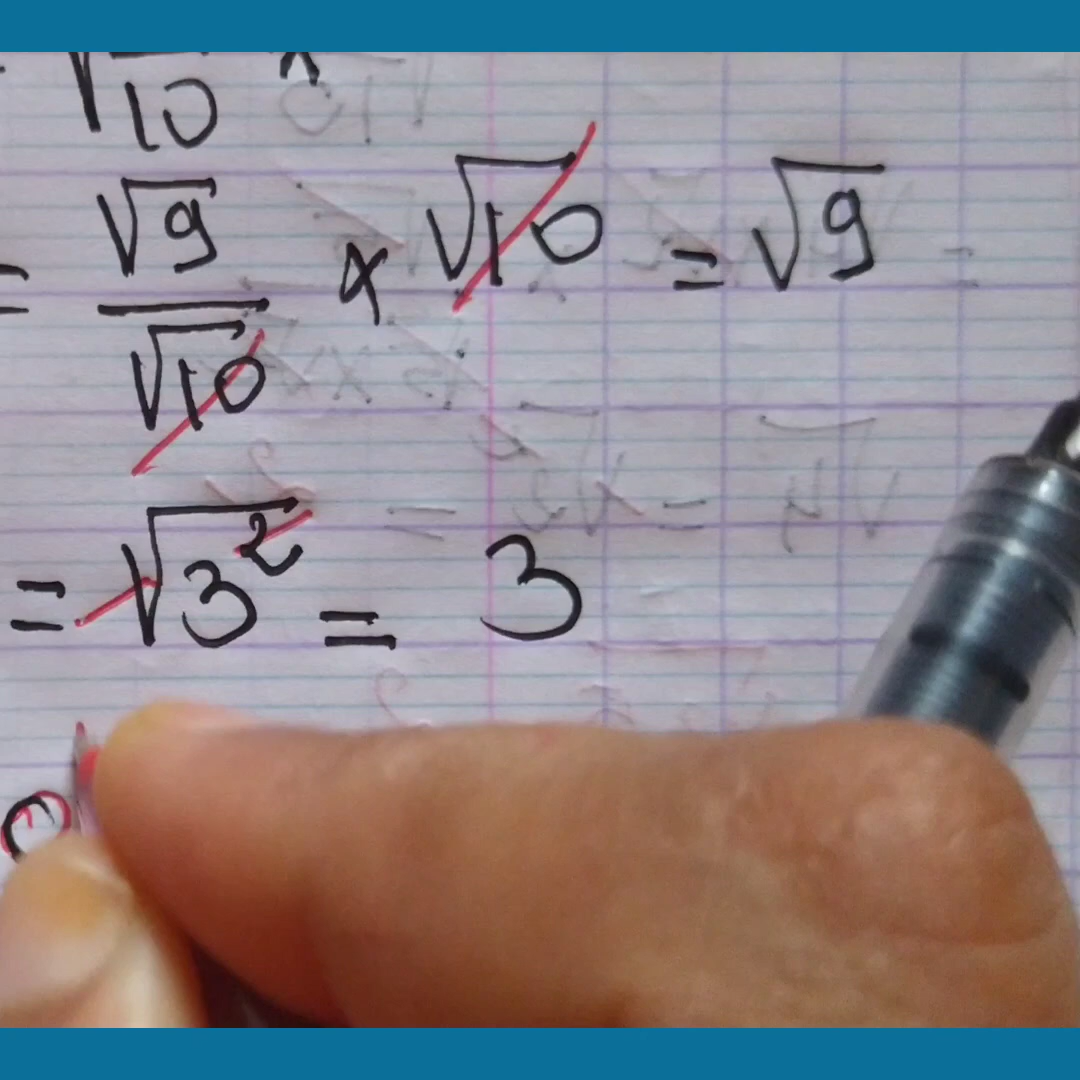 √10 ×
= √9/√10 × √10 = √9
= √3² = 3